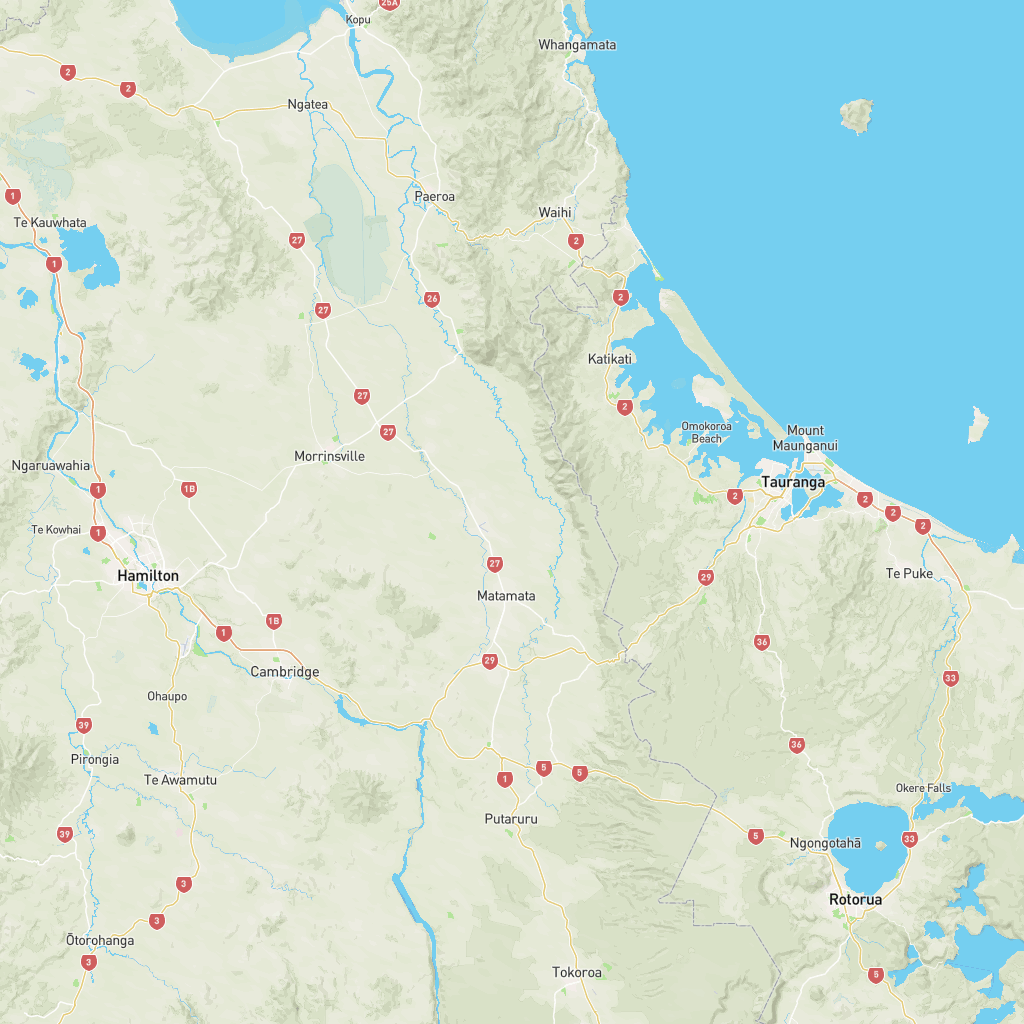 25A
Kopu
Whangamata
2
2
Ngatea
1
Paeroa
Waihi
Te Kauwhata
27
2
1
26
2
27
Katikati
27
2
27
Omokoroa
Beach
Mount
Maunganui
Morrinsville
Ngaruawahia
Tauranga
1
1B
2
2
2
2
Te Kowhai
1
27
Hamilton
29
Te Puke
Matamata
1B
1
36
29
Cambridge
33
Ohaupo
39
36
Pirongia
5
5
Te Awamutu
1
Okere Falls
Putaruru
39
5
33
Ngongotahā
3
Rotorua
3
Ōtorohanga
3
Tokoroa
5